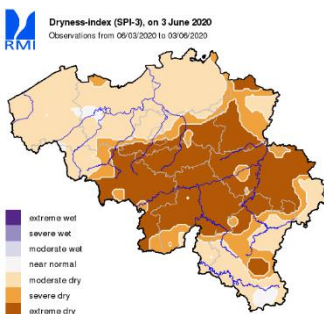 Dryness-index (SPI-3), on 3 June 2020
Observations from 06/03/2020 to 03/06/2020
RMI
extreme wet
severe wet
moderate wet
near normal
moderate dry
severe dry
extreme dry